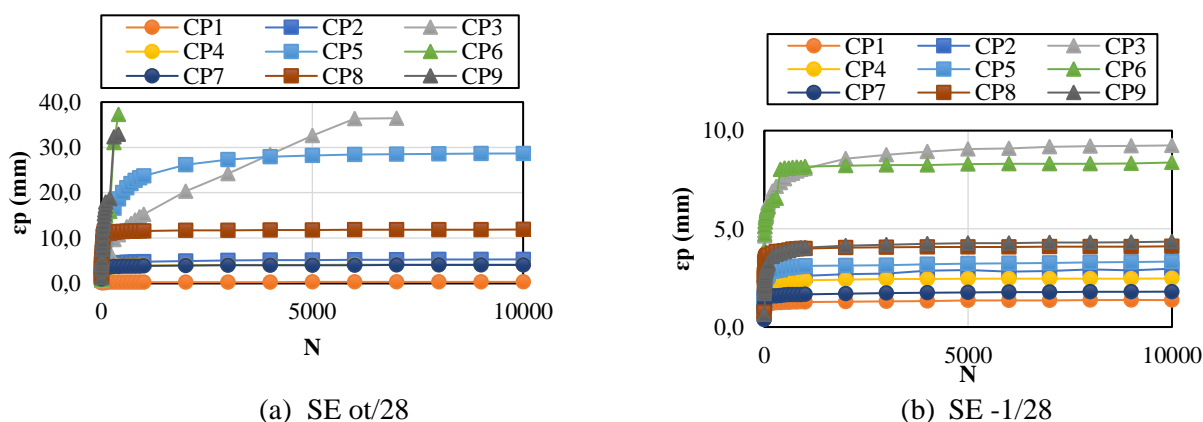 CP1 CP2 CP3
CP4 CP5 CP6
CP7 CP8 CP9
40,0
30,0
20,0
10,0
0,0
εp (mm)
0 5000 10000
N
(a) SE ot/28
CP1 CP2 CP3
CP4 CP5 CP6
CP7 CP8 CP9
10,0
5,0
0,0
εp (mm)
0 5000 10000
N
(b) SE -1/28